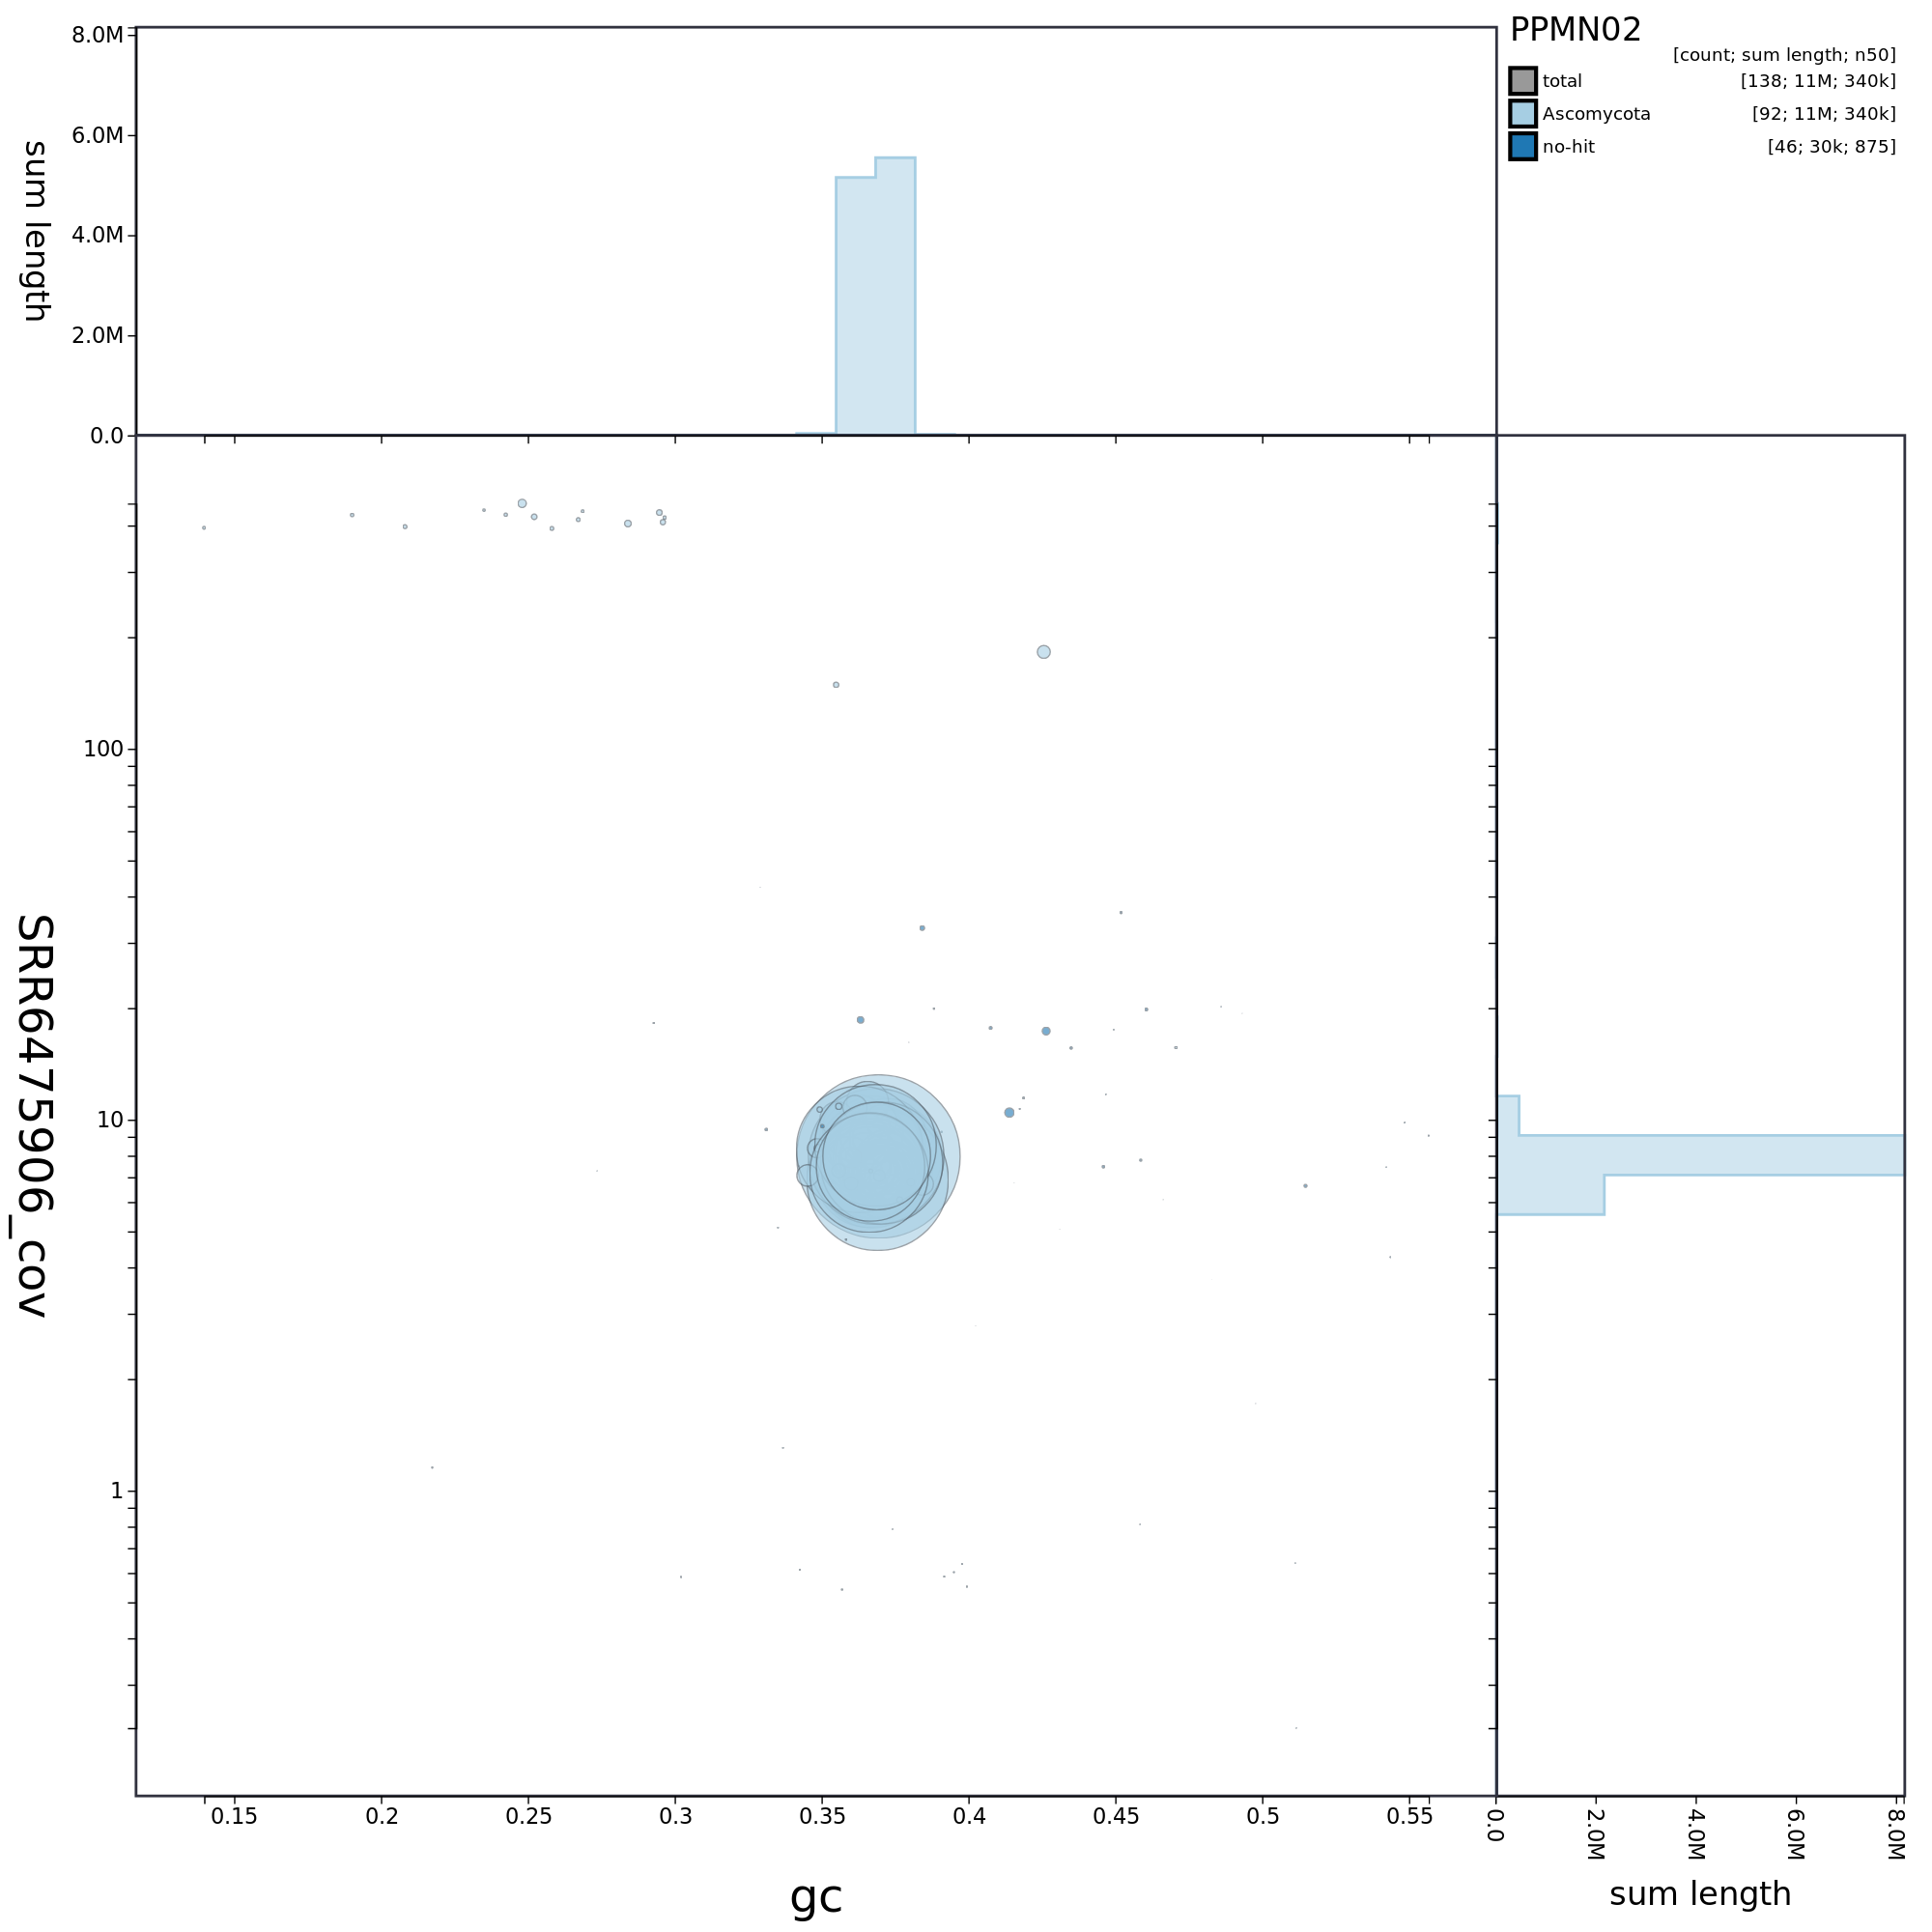 PPMN02
[count; sum length; n50]
total [138; 11M; 340k]
Ascomycota [92; 11M; 340k]
no-hit [46; 30k; 875]
8.0M
6.0M
4.0M
2.0M
0.0
sum length
100
10
1
SRR6475906_cov
0.15 0.2 0.25 0.3 0.35 0.4 0.45 0.5 0.55
gc
0.0 2.0M 4.0M 6.0M 8.0M
sum length